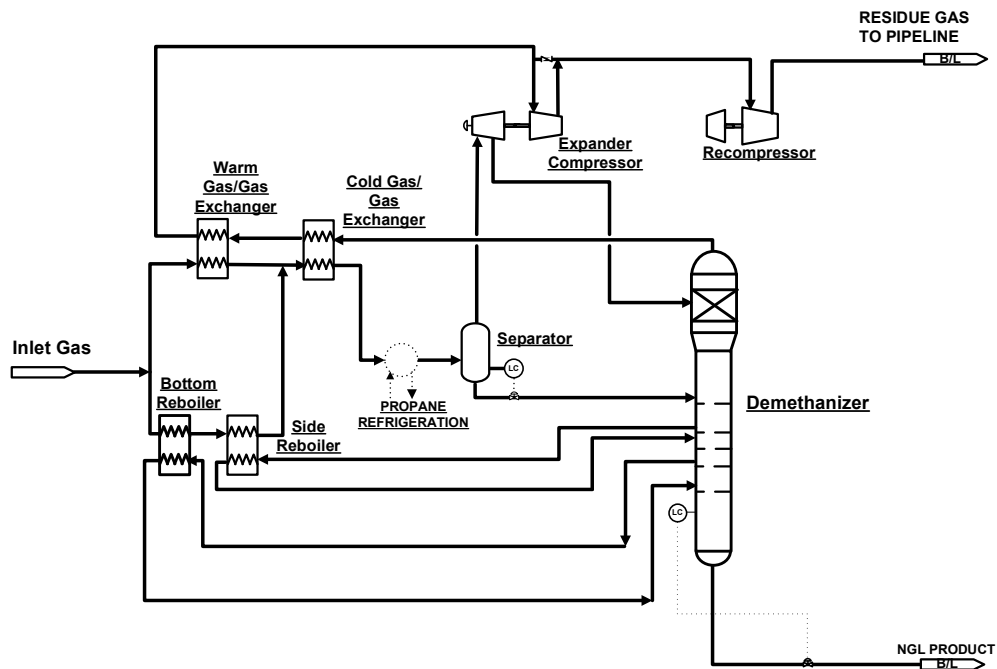 RESIDUE GAS
TO PIPELINE
B/L
Expander
Compressor
Recompressor
Warm
Gas/Gas
Exchanger
Cold Gas/
Gas
Exchanger
Inlet Gas
Separator
LC
Bottom
Reboiler
PROPANE
REFRIGERATION
Side
Reboiler
Demethanizer
LC
NGL PRODUCT
B/L